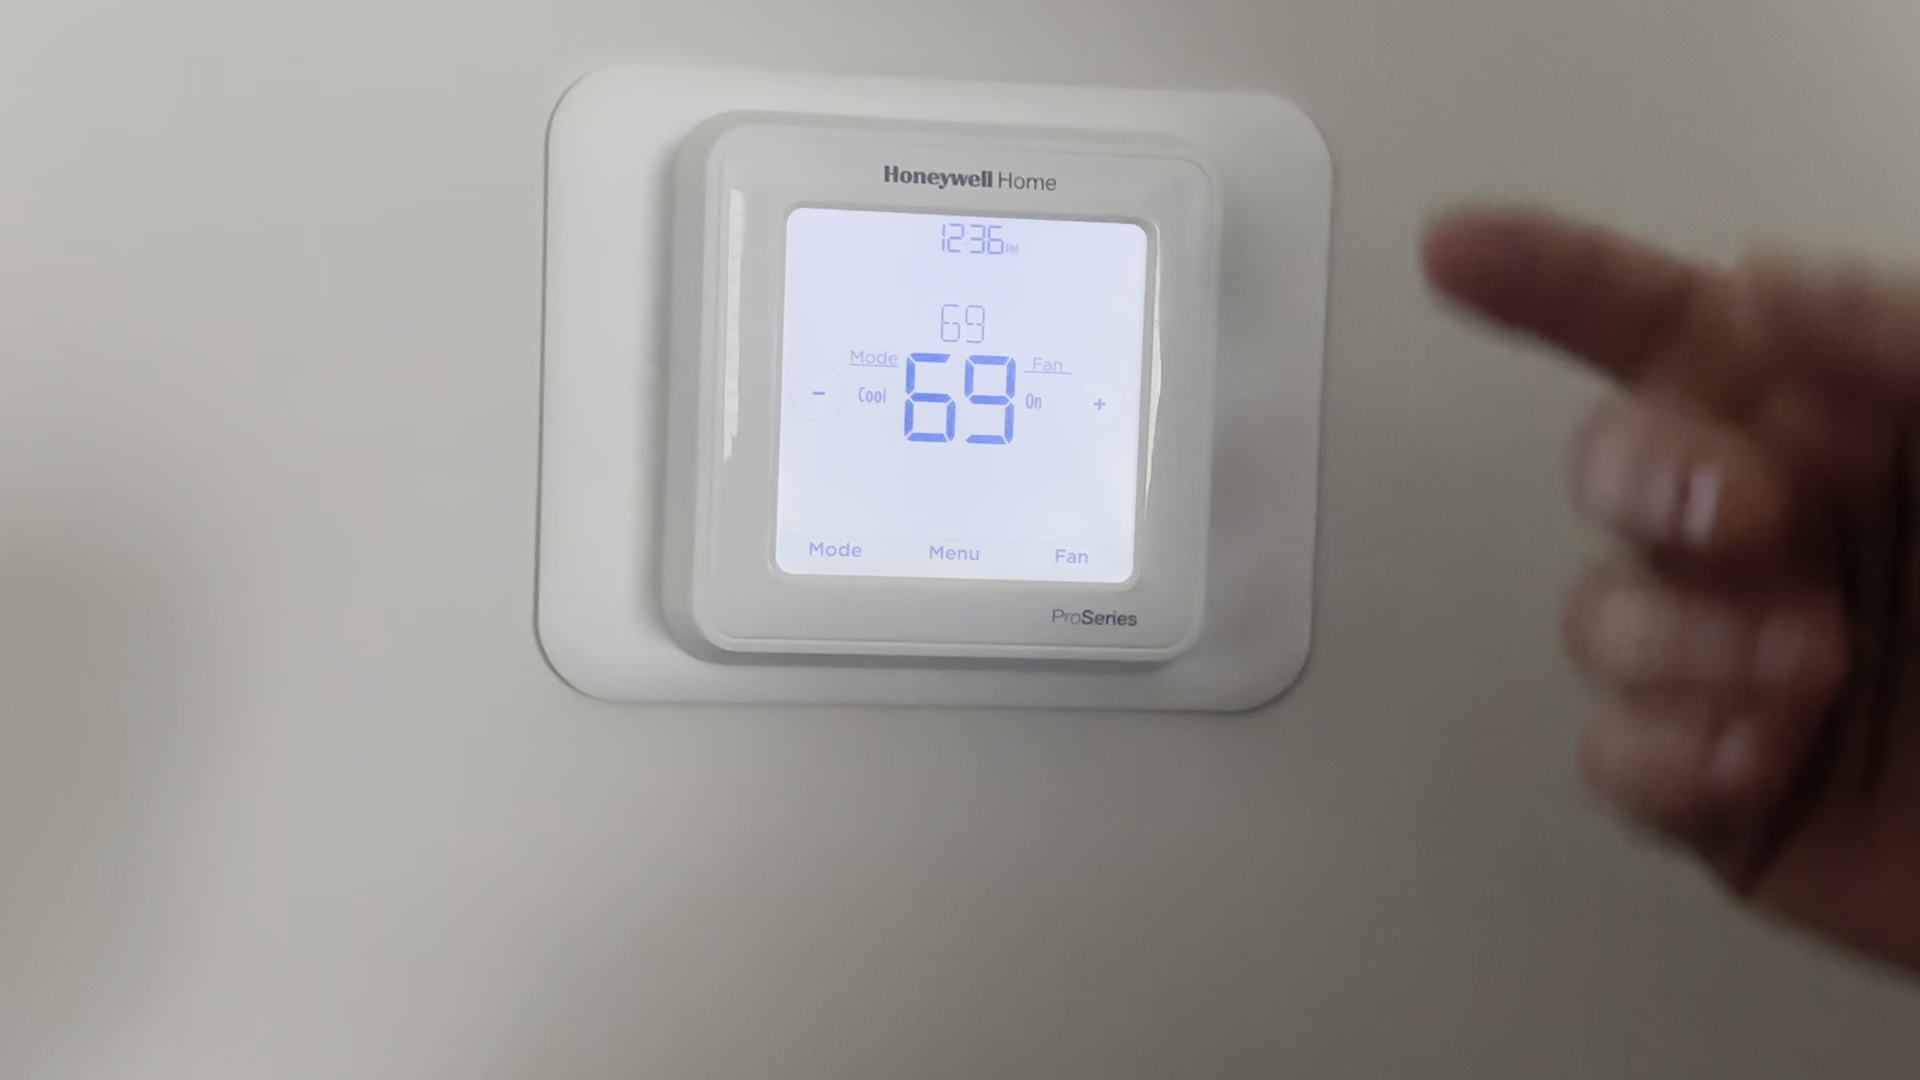 Honeywell Home
12:36 PM
69
Mode 69 Fan
- Cool On +
Mode Menu Fan
ProSeries